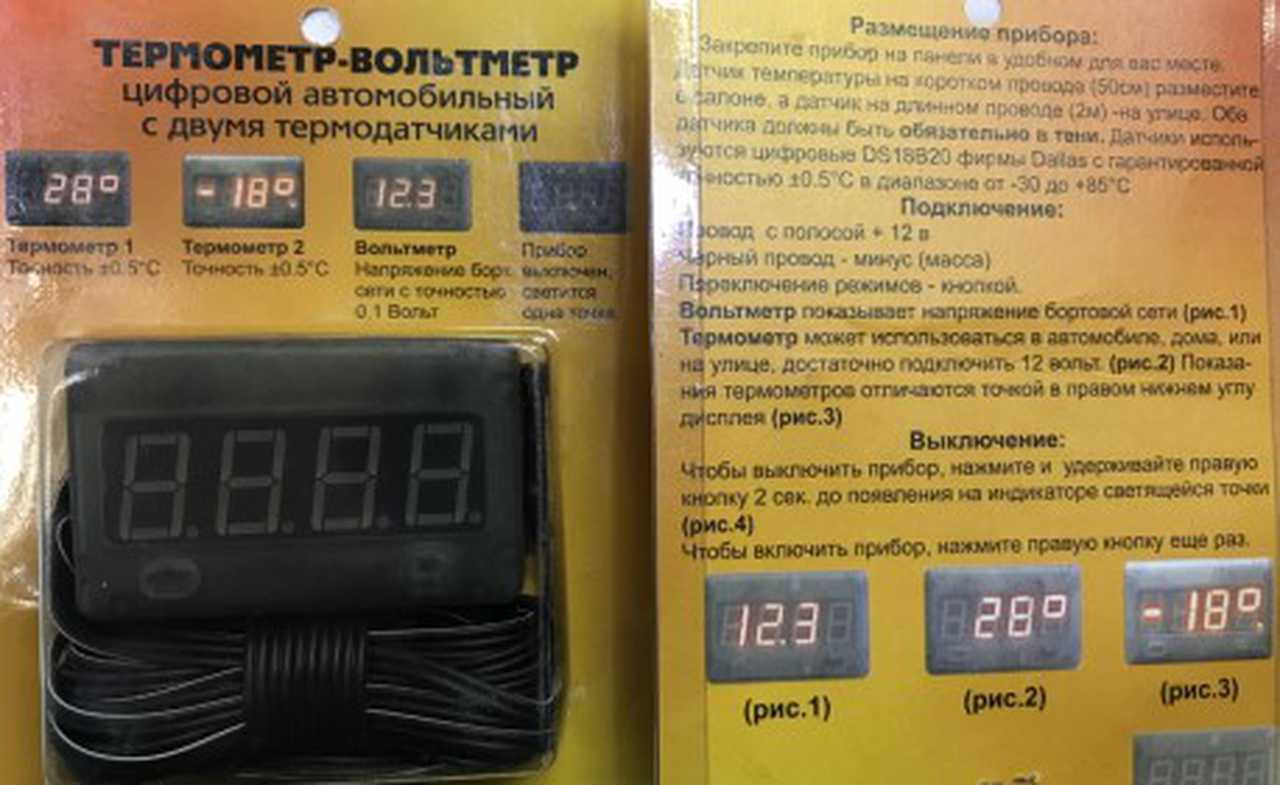 ТЕРМОМЕТР-ВОЛЬТМЕТР
цифровой автомобильный
с двумя термодатчиками
28°
-18°.
12.3
Термометр 1
Точность ±0.5°С
Термометр 2
Точность ±0.5°С
Вольтметр
Напряжение борт.
сети с точностью
0,1 Вольт
Прибор
выключен,
светится
одна точка
8.8.8.8.
Размещение прибора:
Закрепите прибор на панели в удобном для вас месте.
Датчик температуры на коротком проводе (50см) разместите
в салоне, а датчик на длинном проводе (2м) -на улице. Оба
датчика должны быть обязательно в тени. Датчики исполь-
зуются цифровые DS18B20 фирмы Dallas с гарантированной
точностью ±0.5°С в диапазоне от -30 до +85°С
Подключение:
Провод с полосой + 12 в
Черный провод - минус (масса)
Переключение режимов - кнопкой.
Вольтметр показывает напряжение бортовой сети (рис.1)
Термометр может использоваться в автомобиле, дома, или
на улице, достаточно подключить 12 вольт. (рис.2) Показа-
ния термометров отличаются точкой в правом нижнем углу
дисплея (рис.3)
Выключение:
Чтобы выключить прибор, нажмите и удерживайте правую
кнопку 2 сек. до появления на индикаторе светящейся точки
(рис.4)
Чтобы включить прибор, нажмите правую кнопку еще раз.
12.3
28°
-18°.
(рис.1)
(рис.2)
(рис.3)